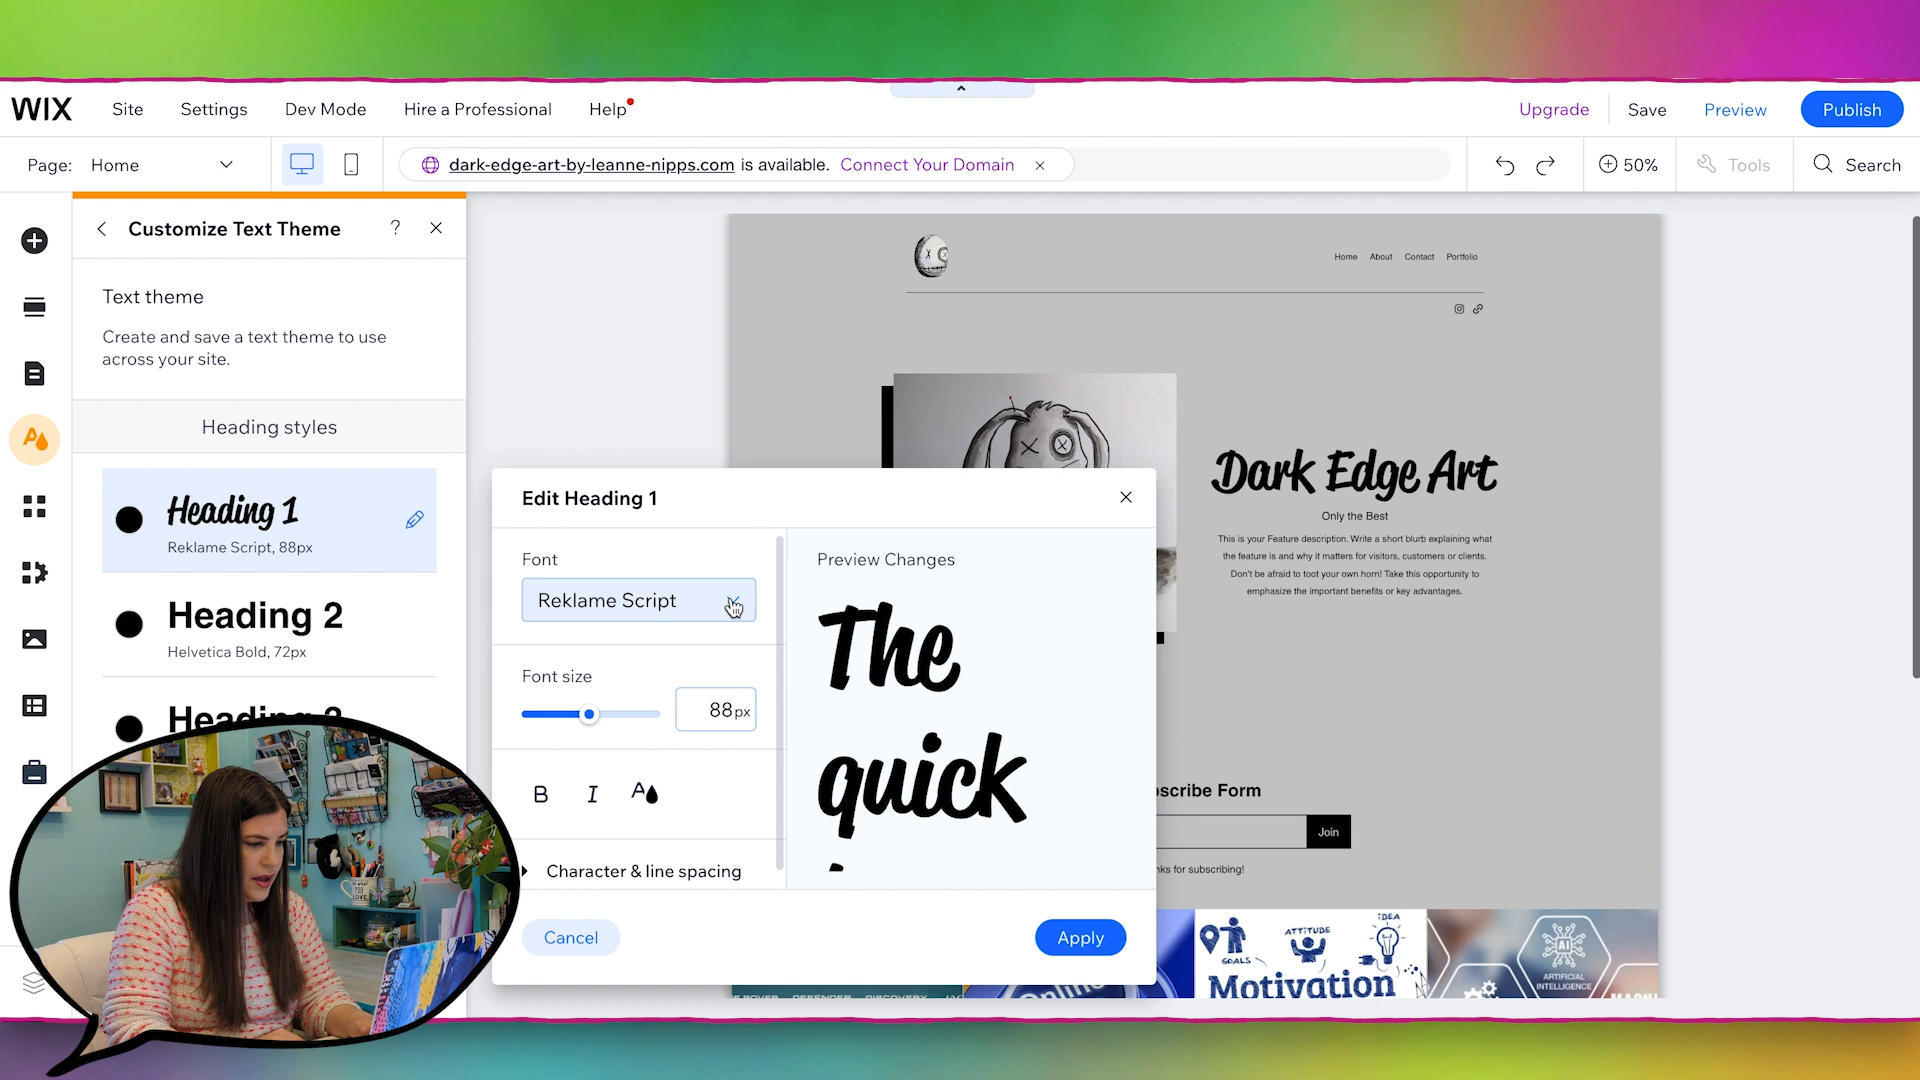 WIX Site Settings Dev Mode Hire a Professional Help Upgrade Save Preview Publish
Page: Home dark-edge-art-by-leanne-nipps.com is available. Connect Your Domain 50% Tools Search
Customize Text Theme ?
Text theme
Create and save a text theme to use
across your site.
Heading styles
Heading 1
Reklame Script, 88px
Heading 2
Helvetica Bold, 72px
Home About Contact Portfolio
Dark Edge Art
Only the Best
This is your Feature description. Write a short blurb explaining what
the feature is and why it matters for visitors, customers or clients.
Don't be afraid to toot your own horn! Take this opportunity to
emphasize the important benefits or key advantages.
Edit Heading 1
Font
Reklame Script
Font size
88px
B I A
Character & line spacing
Preview Changes
The
quick
Cancel
Apply
scribe Form
Join
ks for subscribing!
DEFENDER DISCOVERY
Online
GOALS
ATTITUDE
IDEA
Motivation
AI
ARTIFICIAL
INTELLIGENCE